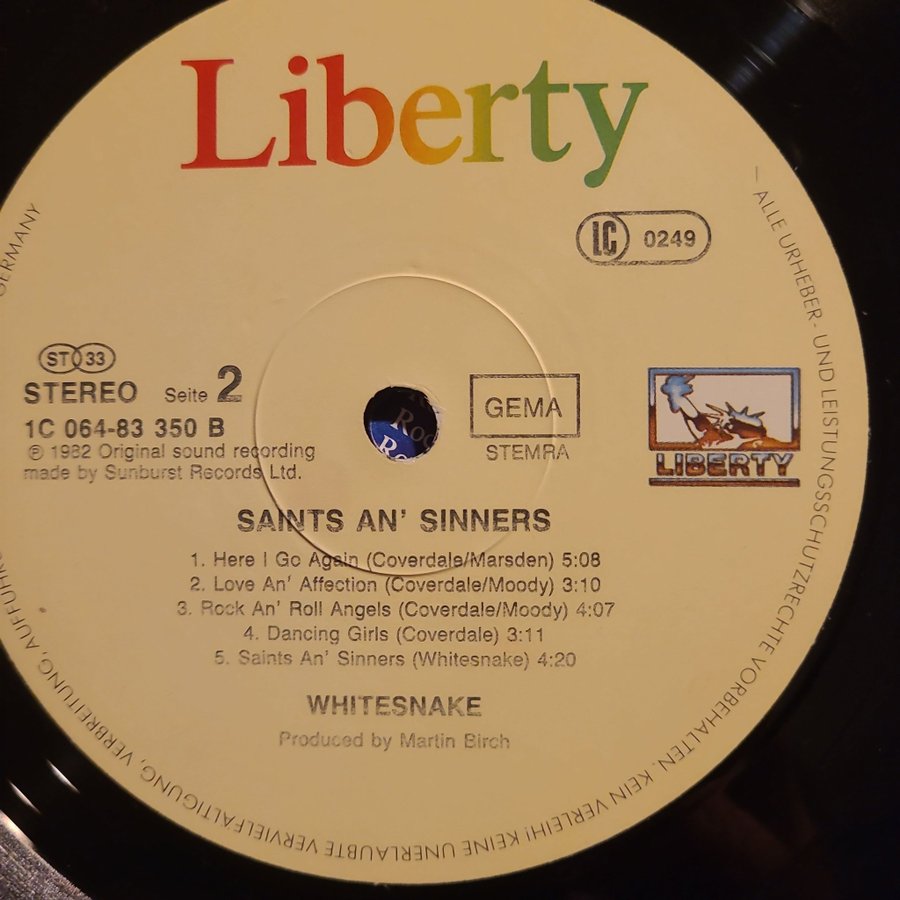 Liberty
LC 0249
ST 33
STEREO Seite 2
1C 064-83 350 B
℗ 1982 Original sound recording
made by Sunburst Records Ltd.
GEMA
STEMRA
LIBERTY
SAINTS AN' SINNERS
1. Here I Go Again (Coverdale/Marsden) 5:08
2. Love An' Affection (Coverdale/Moody) 3:10
3. Rock An' Roll Angels (Coverdale/Moody) 4:07
4. Dancing Girls (Coverdale) 3:11
5. Saints An' Sinners (Whitesnake) 4:20
WHITESNAKE
Produced by Martin Birch
— ALLE URHEBER- UND LEISTUNGSSCHUTZRECHTE VORBEHALTEN. KEIN VERLEIH! KEINE UNERLAUBTE VERVIELFÄLTIGUNG, VERBREITUNG,
GERMANY